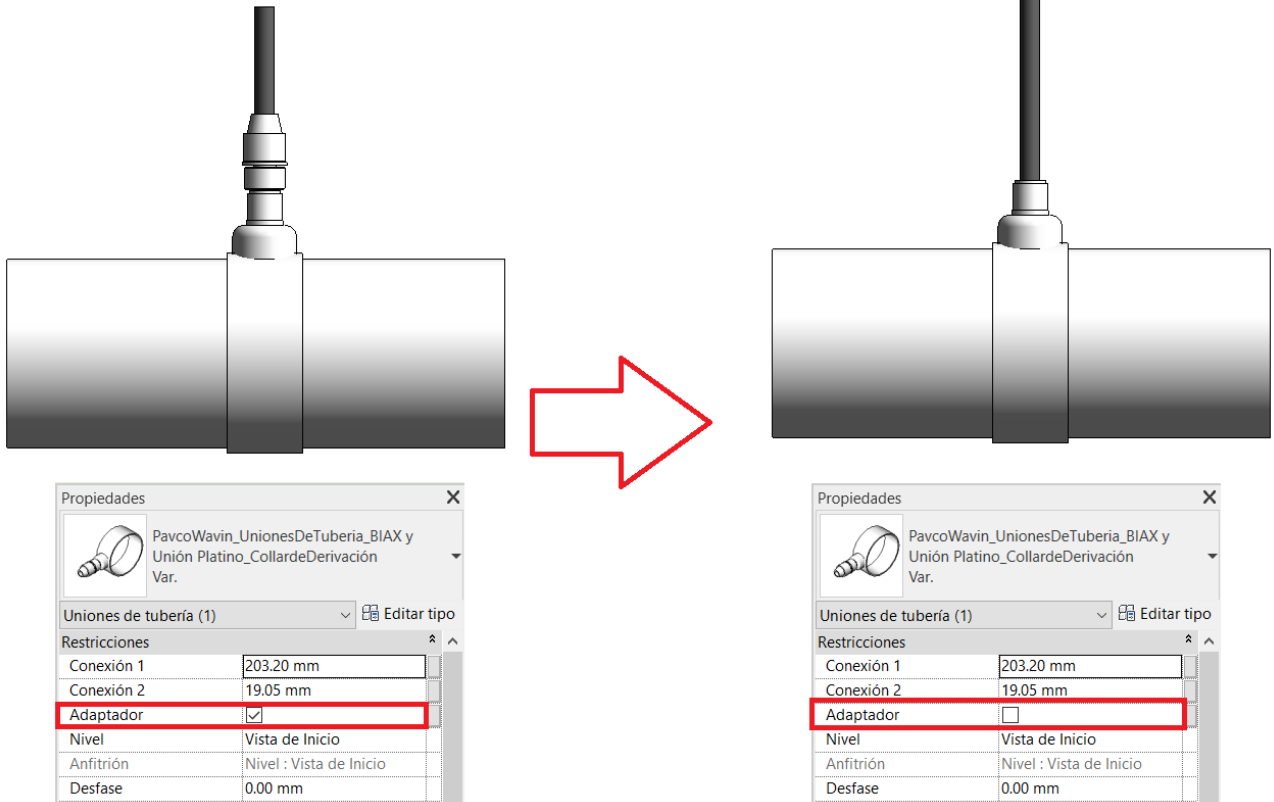 Propiedades
PavcoWavin_UnionesDeTuberia_BIAX y
Unión Platino_CollardeDerivación
Var.
Uniones de tubería (1)
Editar tipo
Restricciones
Conexión 1 203.20 mm
Conexión 2 19.05 mm
Adaptador
Nivel Vista de Inicio
Anfitrión Nivel : Vista de Inicio
Desfase 0.00 mm
Propiedades
PavcoWavin_UnionesDeTuberia_BIAX y
Unión Platino_CollardeDerivación
Var.
Uniones de tubería (1)
Editar tipo
Restricciones
Conexión 1 203.20 mm
Conexión 2 19.05 mm
Adaptador
Nivel Vista de Inicio
Anfitrión Nivel : Vista de Inicio
Desfase 0.00 mm